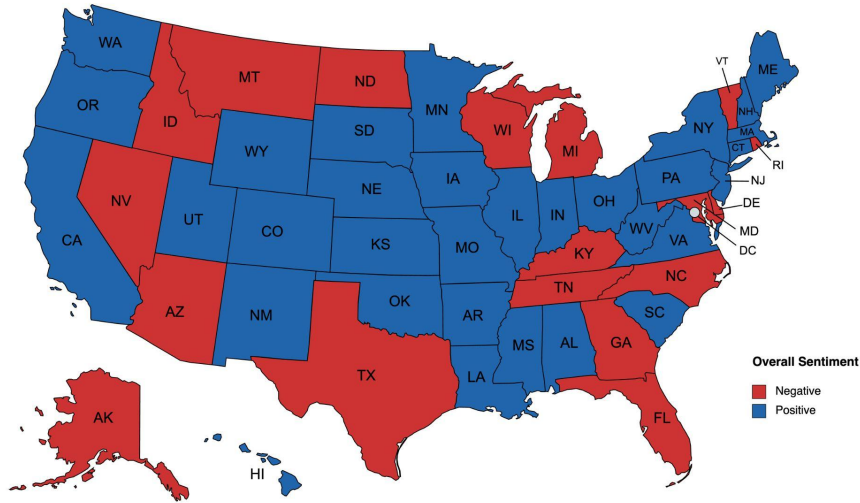 WA
MT
ND
MN
VT
ME
OR
ID
SD
WI
NH
WY
MI
NY
MA
CT
RI
IA
PA
NJ
NV
NE
OH
UT
IL
IN
DE
CA
CO
WV
MD
KS
MO
VA
DC
KY
AZ
NM
OK
TN
NC
AR
SC
MS
AL
GA
TX
LA
Overall Sentiment
Negative
Positive
AK
FL
HI